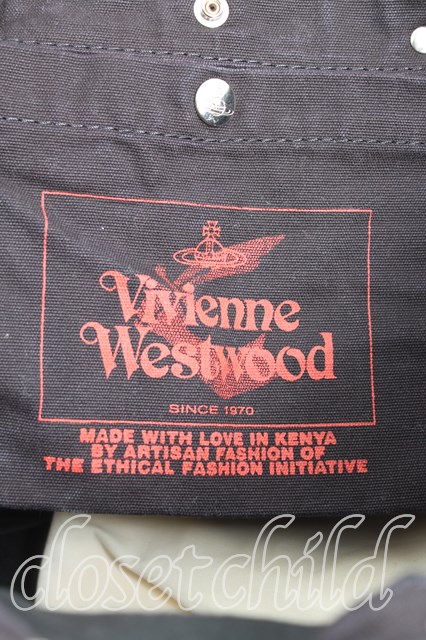 Vivienne
Westwood
SINCE 1970
MADE WITH LOVE IN KENYA
BY ARTISAN FASHION OF
THE ETHICAL FASHION INITIATIVE
closetchild